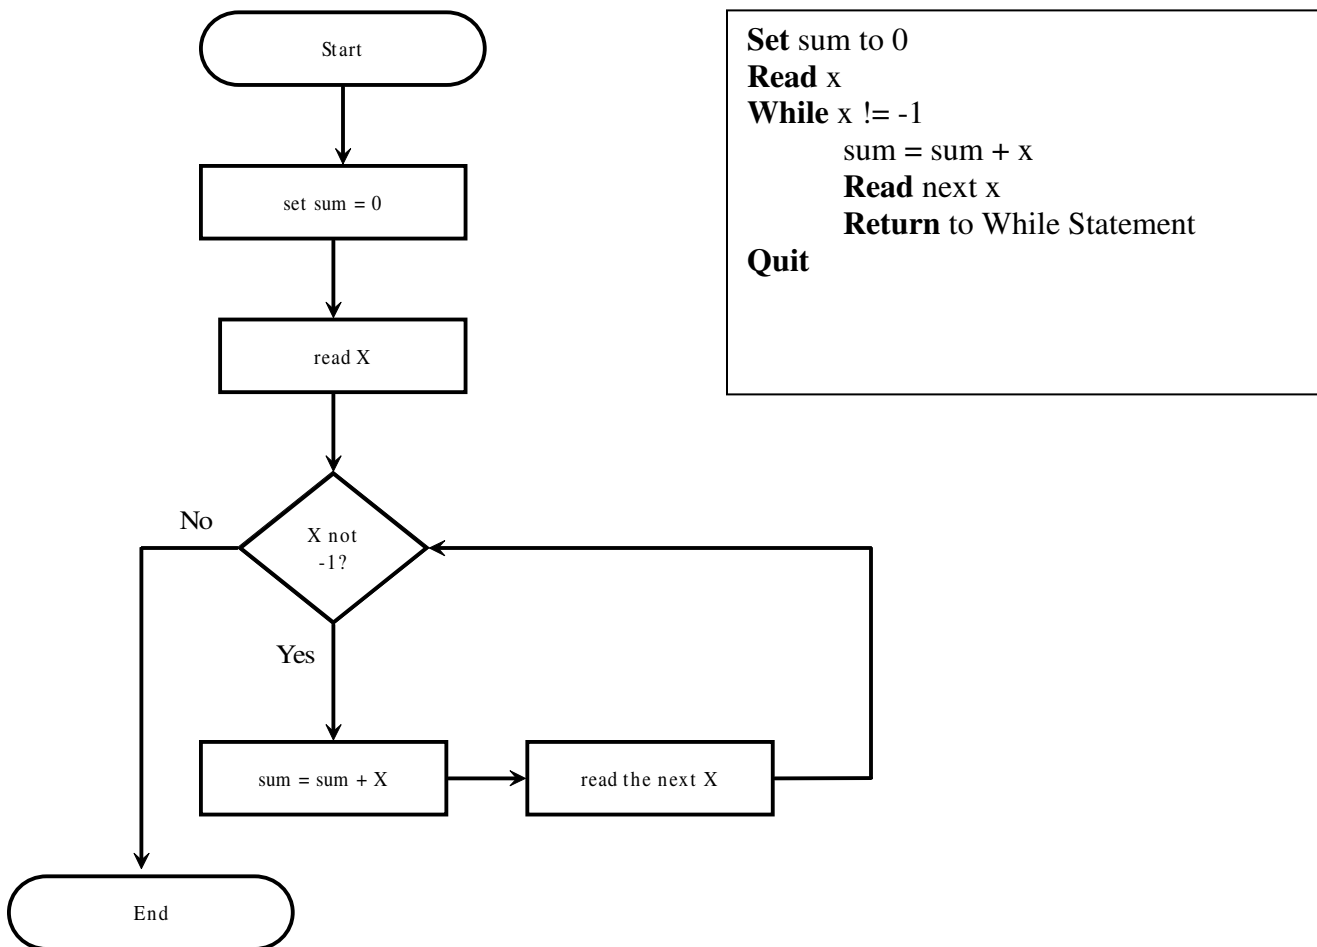 Start
set sum = 0
read X
X not
-1?
No
Yes
sum = sum + X
read the next X
End
Set sum to 0
Read x
While x != -1
sum = sum + x
Read next x
Return to While Statement
Quit